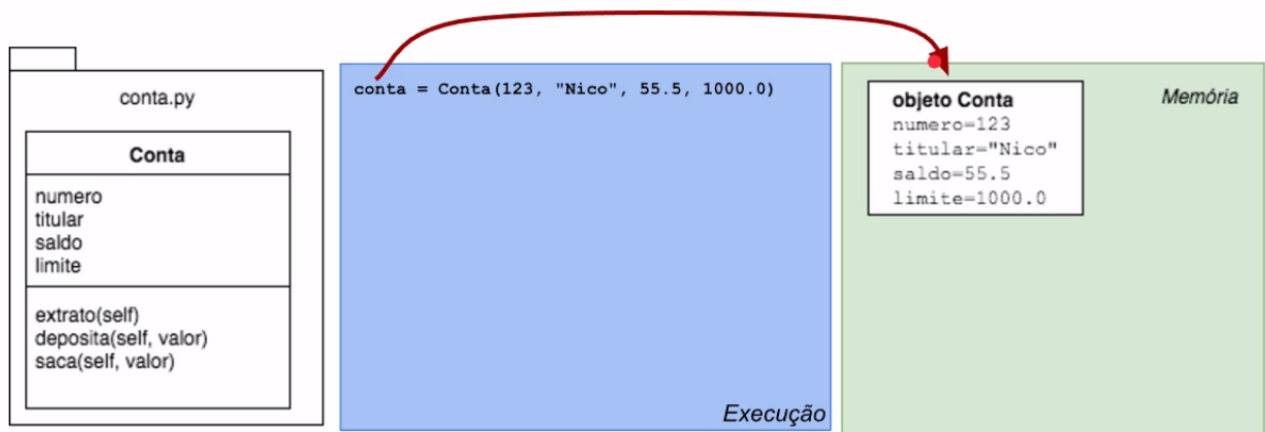 conta.py
Conta
numero
titular
saldo
limite
extrato(self)
deposita(self, valor)
saca(self, valor)
conta = Conta(123, "Nico", 55.5, 1000.0)
Execução
objeto Conta
numero=123
titular="Nico"
saldo=55.5
limite=1000.0
Memória